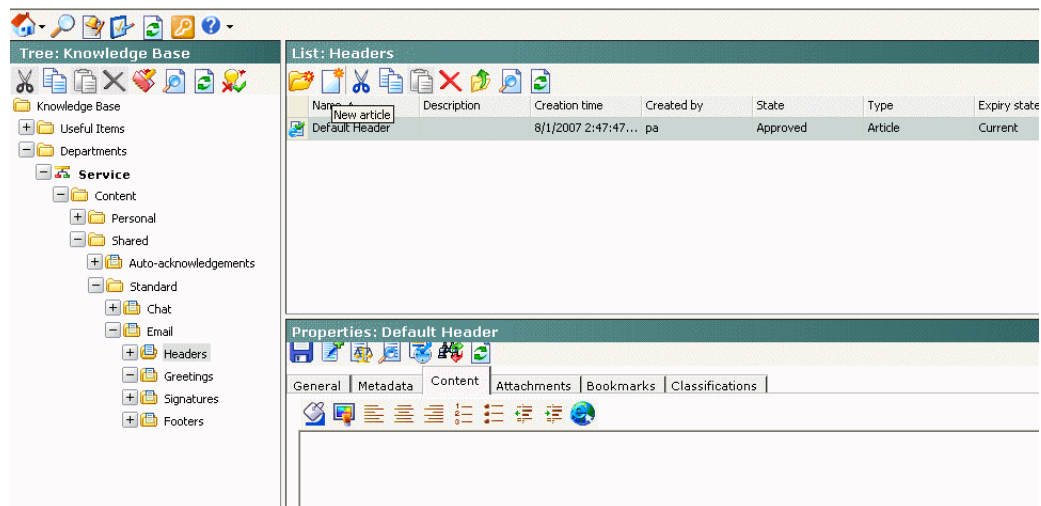 Tree: Knowledge Base
Knowledge Base
Useful Items
Departments
Service
Content
Personal
Shared
Auto-acknowledgements
Standard
Chat
Email
Headers
Greetings
Signatures
Footers
List: Headers
Name Description Creation time Created by State Type Expiry state
New article
Default Header 8/1/2007 2:47:47... pa Approved Article Current
Properties: Default Header
General Metadata Content Attachments Bookmarks Classifications